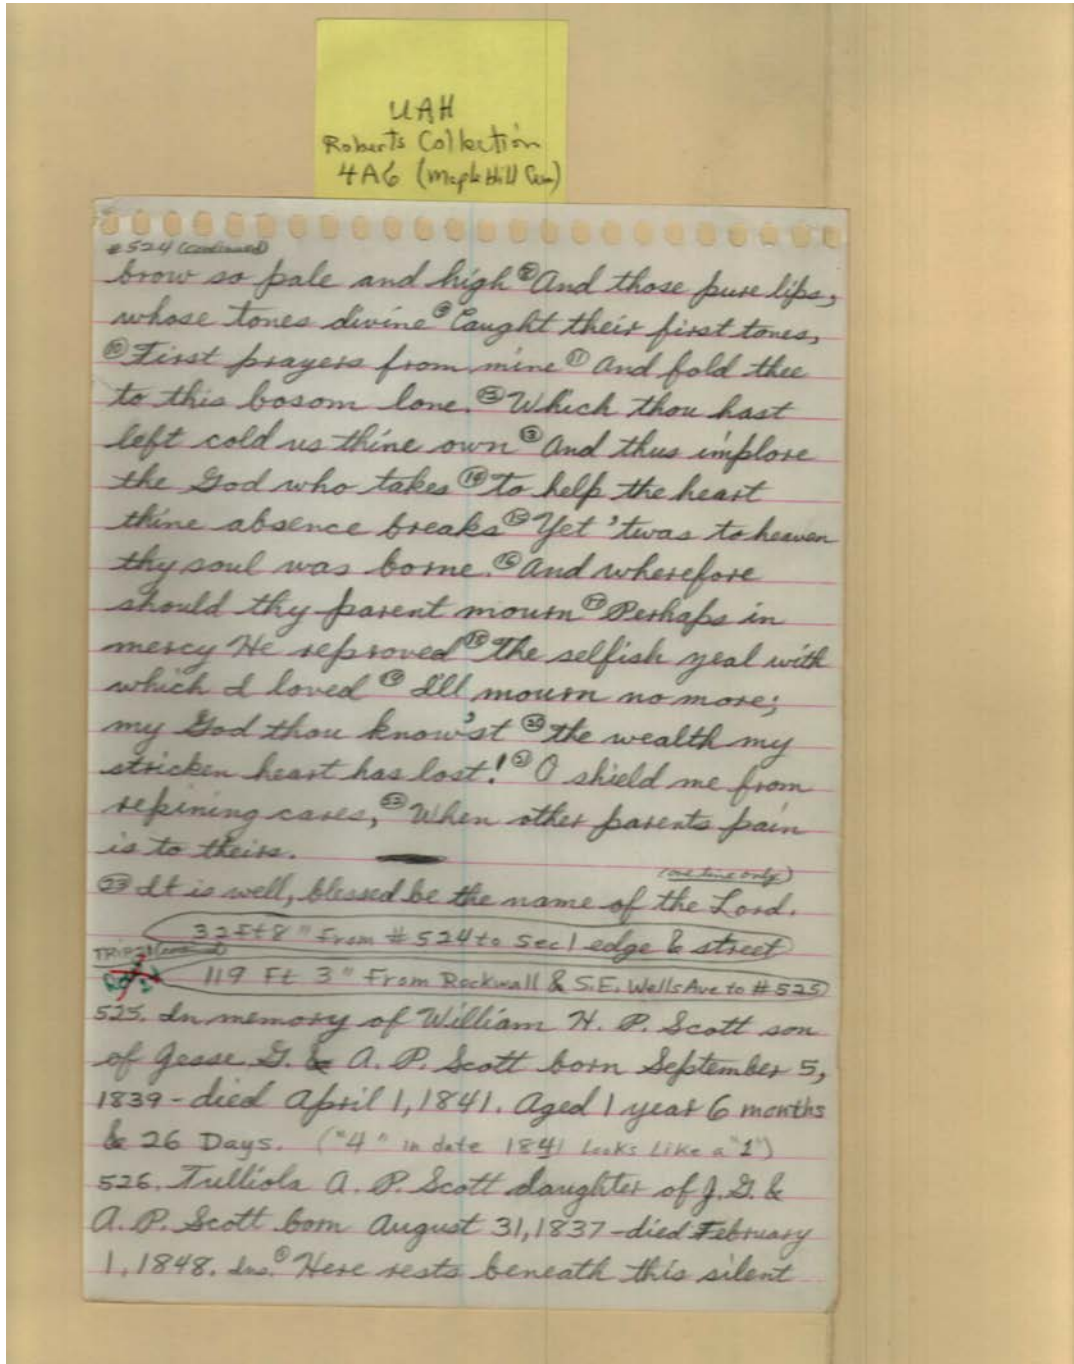 UAH
Roberts Collection
4A6 (Maple Hill Cem)
#524 (continued)
brow so pale and high ⑧ And those pure lips,
whose tones divine ⑨ Caught their first tones,
⑩ First prayers from mine ⑪ And fold thee
to this bosom lone. ⑫ Which thou hast
left cold us thine own ⑬ And thus implore
the God who takes ⑭ To help the heart
thine absence breaks ⑮ Yet 'twas to heaven
thy soul was borne. ⑯ And wherefore
should thy parent mourn ⑰ Perhaps in
mercy He reproved ⑱ The selfish zeal with
which I loved ⑲ I'll mourn no more;
my God thou know'st ⑳ the wealth my
stricken heart has lost! ㉑ O shield me from
repining cares, ㉒ When other parents pain
is to theirs.
(one line only)
㉓ It is well, blessed be the name of the Lord.
32 Ft 8" From #524 to Sec 1 edge & street
TRIP (continued)
119 Ft 3" From Rockwall & S.E. Wells Ave to #525
525. In memory of William H. P. Scott son
of Jesse G. & A. P. Scott born September 5,
1839 - died April 1, 1841. Aged 1 year 6 months
& 26 Days. ("4" in date 1841 Looks Like a "1")
526. Tulliola A. P. Scott daughter of J. G. &
A. P. Scott born August 31, 1837 - died February
1, 1848. Ins. ① Here rests beneath this silent